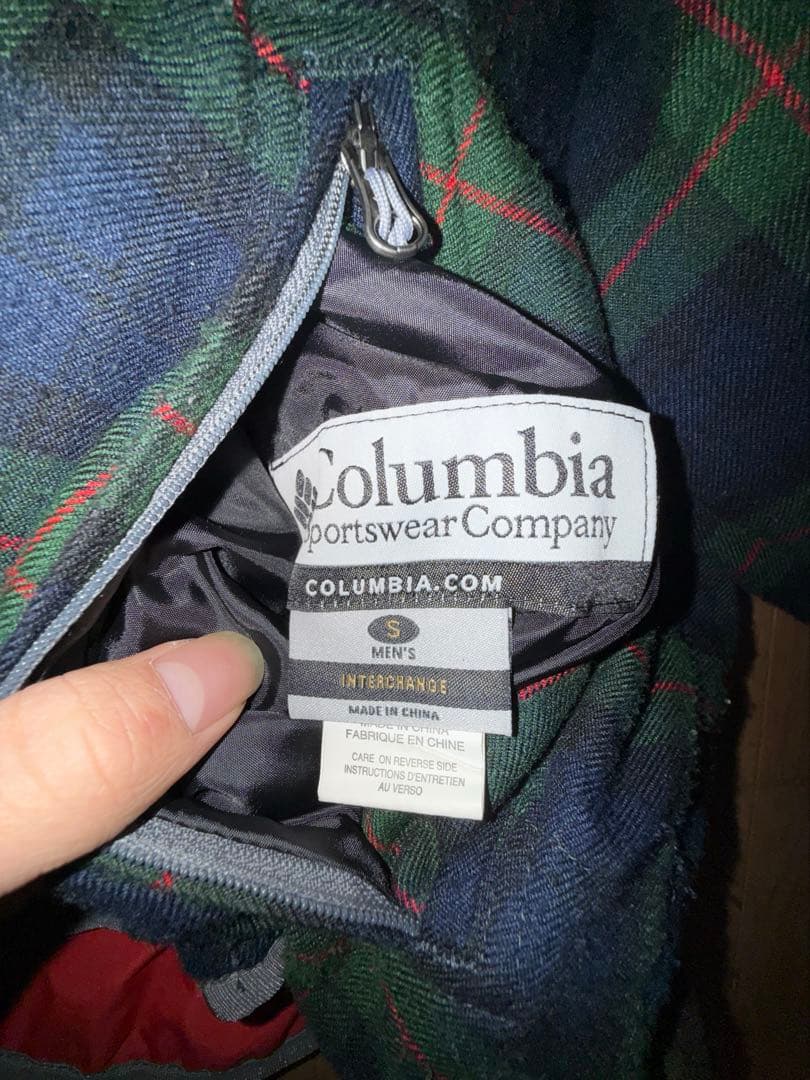 Columbia
Sportswear Company
COLUMBIA.COM
S
MEN'S
INTERCHANGE
MADE IN CHINA
MADE IN CHINA
FABRIQUE EN CHINE
CARE ON REVERSE SIDE
INSTRUCTIONS D'ENTRETIEN
AU VERSO